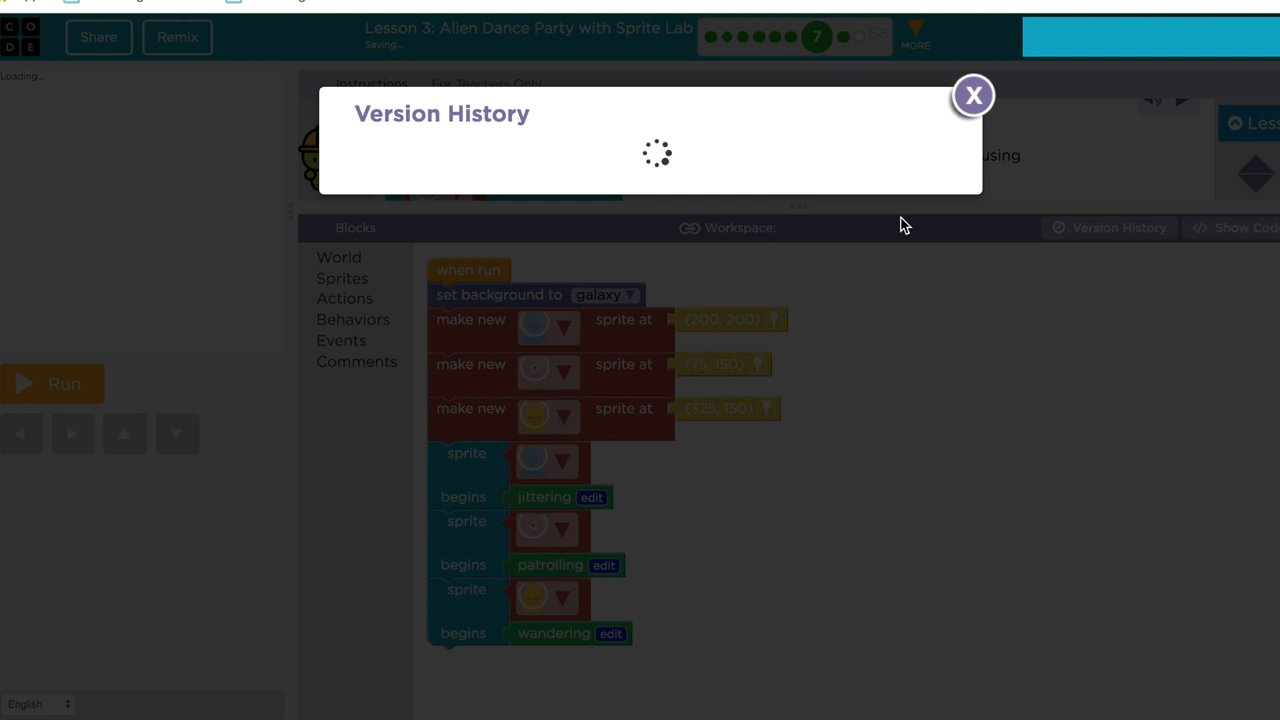 C O
D E
Share
Remix
Lesson 3: Alien Dance Party with Sprite Lab
Saving...
7
MORE
Loading...
Instructions
For Teachers Only
Version History
X
using
Less
Blocks
Workspace:
Version History
</> Show Cod
World
Sprites
Actions
Behaviors
Events
Comments
when run
set background to galaxy
make new sprite at (200, 200)
make new sprite at (75, 150)
make new sprite at (325, 150)
sprite
begins jittering edit
sprite
begins patrolling edit
sprite
begins wandering edit
Run
English